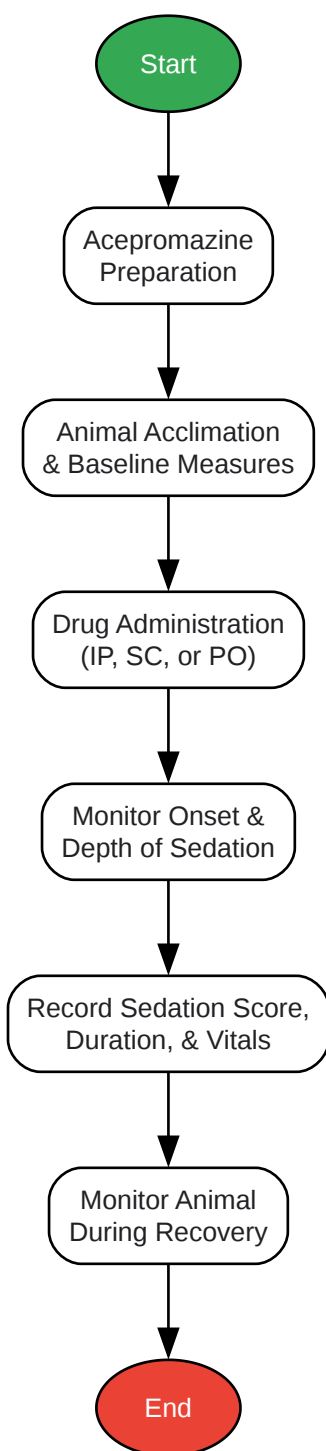 Start
Acepromazine
Preparation
Animal Acclimation
& Baseline Measures
Drug Administration
(IP, SC, or PO)
Monitor Onset &
Depth of Sedation
Record Sedation Score,
Duration, & Vitals
Monitor Animal
During Recovery
End